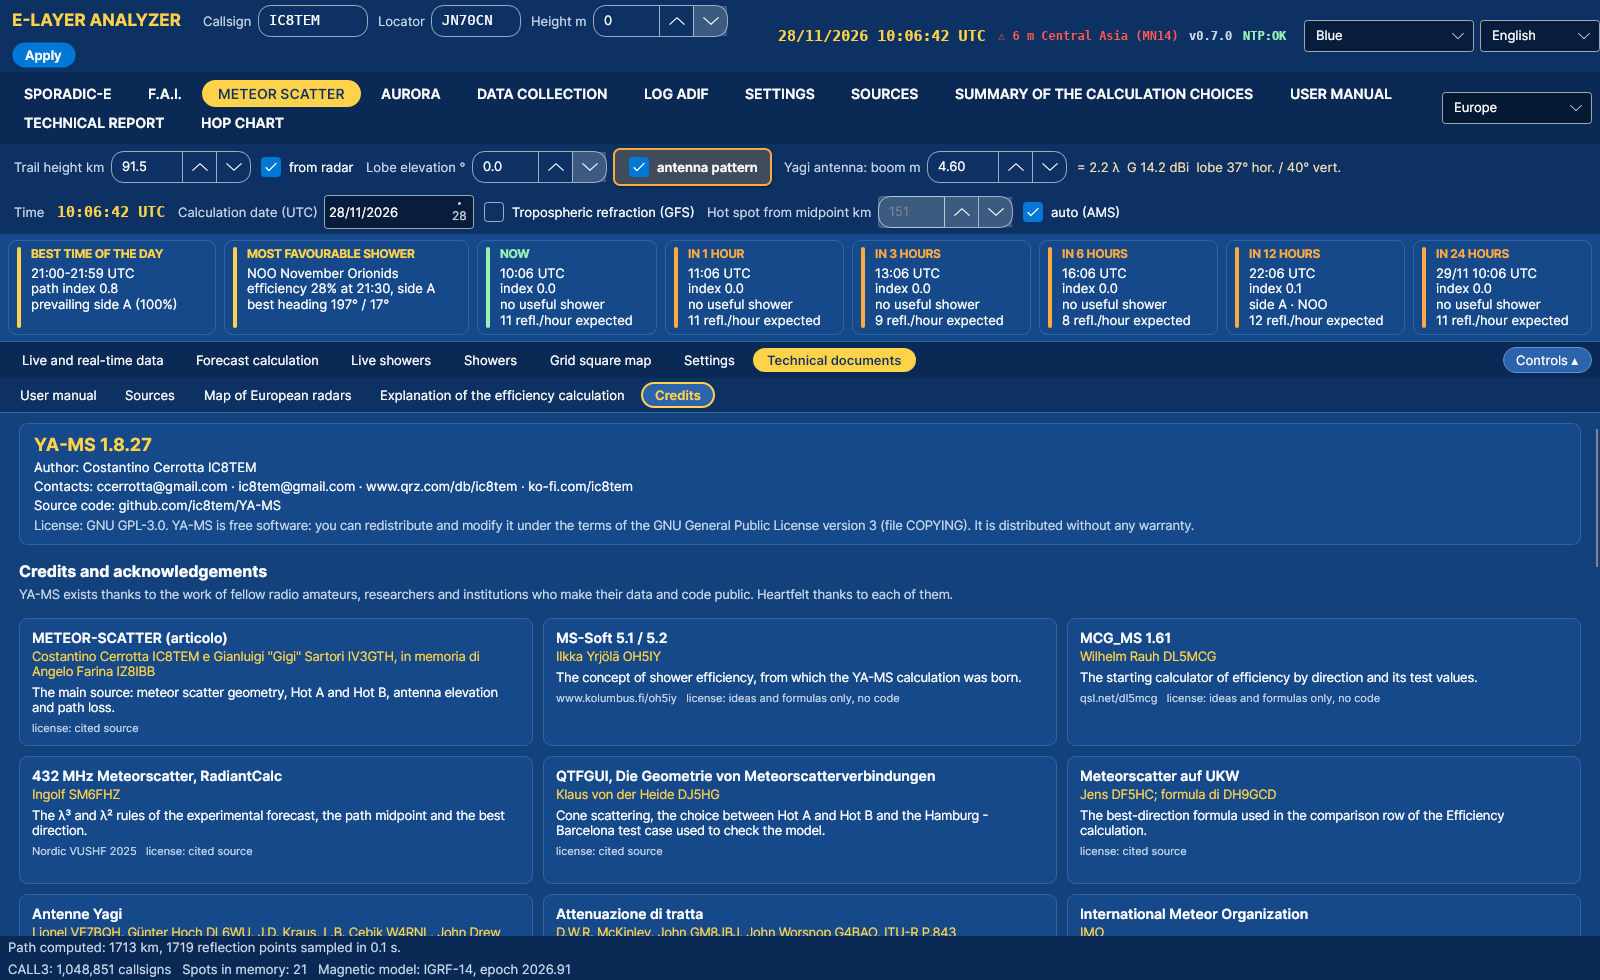 E-LAYER ANALYZER Callsign IC8TEM Locator JN70CN Height m 0
28/11/2026 10:06:42 UTC ⚠ 6 m Central Asia (MN14) v0.7.0 NTP:OK Blue English
Apply
SPORADIC-E F.A.I. METEOR SCATTER AURORA DATA COLLECTION LOG ADIF SETTINGS SOURCES SUMMARY OF THE CALCULATION CHOICES USER MANUAL
Europe
TECHNICAL REPORT HOP CHART
Trail height km 91.5 from radar Lobe elevation ° 0.0 antenna pattern Yagi antenna: boom m 4.60 = 2.2 λ G 14.2 dBi lobe 37° hor. / 40° vert.
Time 10:06:42 UTC Calculation date (UTC) 28/11/2026 28 Tropospheric refraction (GFS) Hot spot from midpoint km 151 auto (AMS)
BEST TIME OF THE DAY
21:00-21:59 UTC
path index 0.8
prevailing side A (100%)
MOST FAVOURABLE SHOWER
NOO November Orionids
efficiency 28% at 21:30, side A
best heading 197° / 17°
NOW
10:06 UTC
index 0.0
no useful shower
11 refl./hour expected
IN 1 HOUR
11:06 UTC
index 0.0
no useful shower
11 refl./hour expected
IN 3 HOURS
13:06 UTC
index 0.0
no useful shower
9 refl./hour expected
IN 6 HOURS
16:06 UTC
index 0.0
no useful shower
8 refl./hour expected
IN 12 HOURS
22:06 UTC
index 0.1
side A · NOO
12 refl./hour expected
IN 24 HOURS
29/11 10:06 UTC
index 0.0
no useful shower
11 refl./hour expected
Live and real-time data Forecast calculation Live showers Showers Grid square map Settings Technical documents Controls ▴
User manual Sources Map of European radars Explanation of the efficiency calculation Credits
YA-MS 1.8.27
Author: Costantino Cerrotta IC8TEM
Contacts: ccerrotta@gmail.com · ic8tem@gmail.com · www.qrz.com/db/ic8tem · ko-fi.com/ic8tem
Source code: github.com/ic8tem/YA-MS
License: GNU GPL-3.0. YA-MS is free software: you can redistribute and modify it under the terms of the GNU General Public License version 3 (file COPYING). It is distributed without any warranty.
Credits and acknowledgements
YA-MS exists thanks to the work of fellow radio amateurs, researchers and institutions who make their data and code public. Heartfelt thanks to each of them.
METEOR-SCATTER (articolo)
Costantino Cerrotta IC8TEM e Gianluigi "Gigi" Sartori IV3GTH, in memoria di
Angelo Farina IZ8IBB
The main source: meteor scatter geometry, Hot A and Hot B, antenna elevation
and path loss.
license: cited source
MS-Soft 5.1 / 5.2
Ilkka Yrjölä OH5IY
The concept of shower efficiency, from which the YA-MS calculation was born.
www.kolumbus.fi/oh5iy license: ideas and formulas only, no code
MCG_MS 1.61
Wilhelm Rauh DL5MCG
The starting calculator of efficiency by direction and its test values.
qsl.net/dl5mcg license: ideas and formulas only, no code
432 MHz Meteorscatter, RadiantCalc
Ingolf SM6FHZ
The λ³ and λ² rules of the experimental forecast, the path midpoint and the best
direction.
Nordic VUSHF 2025 license: cited source
QTFGUI, Die Geometrie von Meteorscatterverbindungen
Klaus von der Heide DJ5HG
Cone scattering, the choice between Hot A and Hot B and the Hamburg -
Barcelona test case used to check the model.
license: cited source
Meteorscatter auf UKW
Jens DF5HC; formula di DH9GCD
The best-direction formula used in the comparison row of the Efficiency
calculation.
license: cited source
Antenne Yagi
Lionel VE7BQH, Günter Hoch DL6WU, J.D. Kraus, L.B. Cebik W4RNL, John Drew
Attenuazione di tratta
D.W.R. McKinley, John GM8JBJ, John Worsnop G4BAO, ITU-R P.843
International Meteor Organization
IMO
Path computed: 1713 km, 1719 reflection points sampled in 0.1 s.
CALL3: 1,048,851 callsigns Spots in memory: 21 Magnetic model: IGRF-14, epoch 2026.91